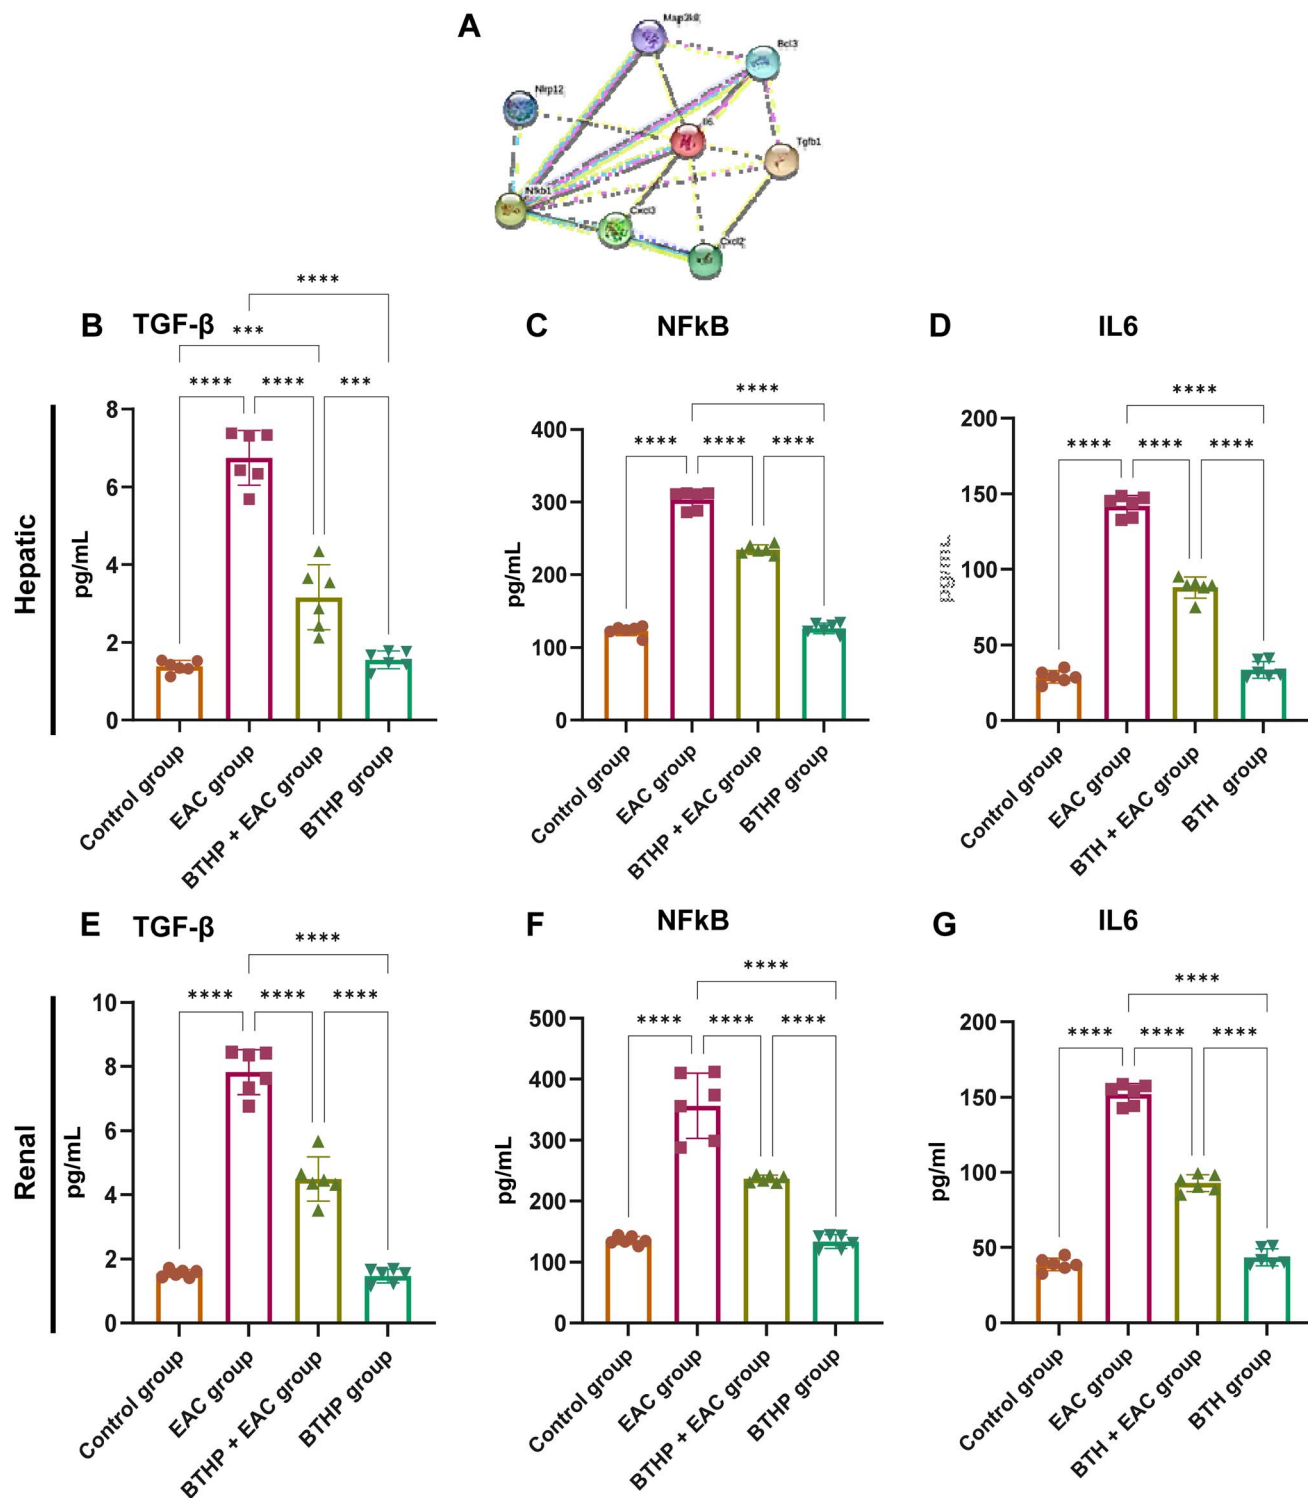 A
Bcl3
Nlrp12
Il6
Tgfb1
Nfkb1
Cxcl3
Cxcl2
****
B TGF-β
***
C NFkB
D IL6
**** **** ***
****
**** **** ****
****
**** **** ****
Hepatic
pg/mL
8
6
4
2
0
Control group
EAC group
BTHP + EAC group
BTHP group
pg/mL
400
300
200
100
0
Control group
EAC group
BTHP + EAC group
BTHP group
pg/mL
200
150
100
50
0
Control group
EAC group
BTH + EAC group
BTH group
E TGF-β
F NFkB
G IL6
****
**** **** ****
****
**** **** ****
****
**** **** ****
Renal
pg/mL
10
8
6
4
2
0
Control group
EAC group
BTHP + EAC group
BTHP group
pg/mL
500
400
300
200
100
0
Control group
EAC group
BTHP + EAC group
BTHP group
pg/ml
200
150
100
50
0
Control group
EAC group
BTH + EAC group
BTH group